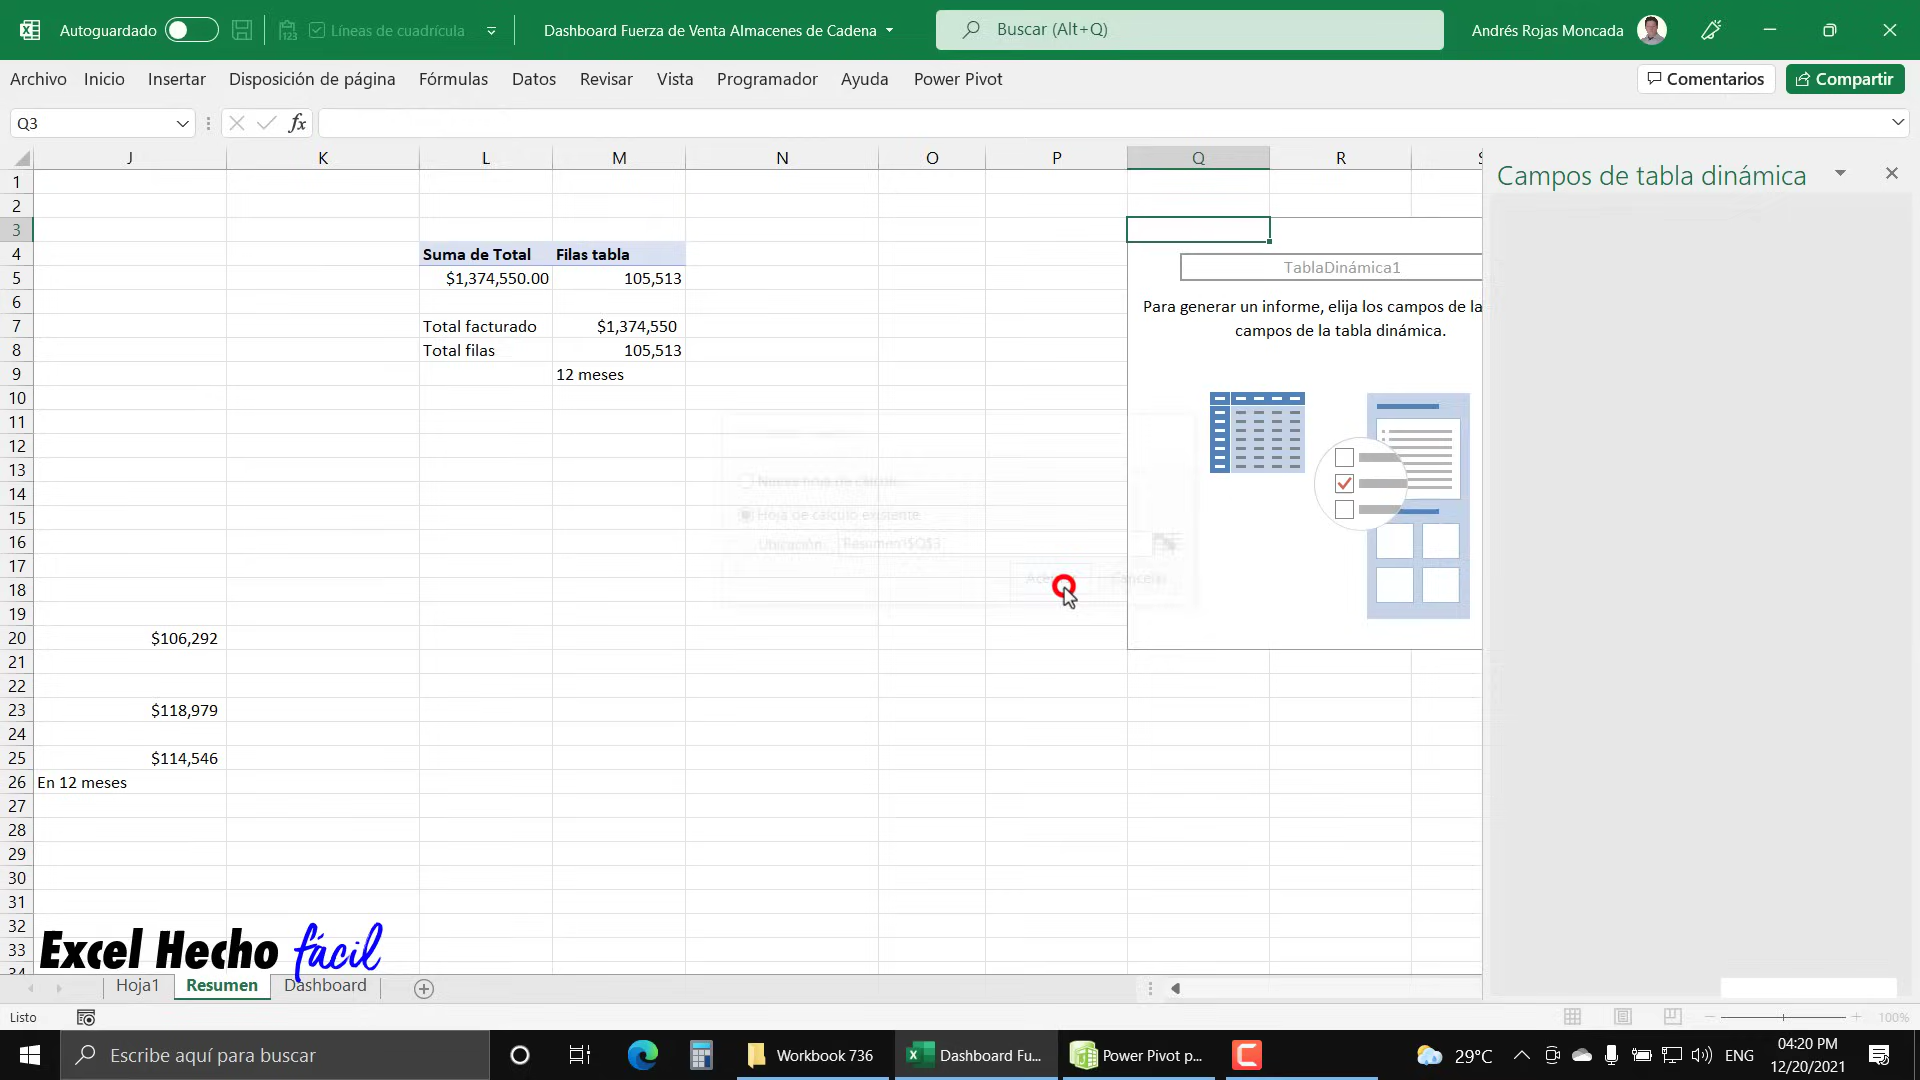 Autoguardado
Líneas de cuadrícula
Dashboard Fuerza de Venta Almacenes de Cadena
Buscar (Alt+Q)
Andrés Rojas Moncada
Archivo Inicio Insertar Disposición de página Fórmulas Datos Revisar Vista Programador Ayuda Power Pivot
Comentarios Compartir
Q3 fx
J K L M N O P Q R
Campos de tabla dinámica
1
2
3
4 Suma de Total Filas tabla
TablaDinámica1
5 $1,374,550.00 105,513
6
Para generar un informe, elija los campos de la
7 Total facturado $1,374,550
campos de la tabla dinámica.
8 Total filas 105,513
9 12 meses
10
11
12
13
14 Nueva hoja de cálculo
15 Hoja de cálculo existente
16 Ubicación: 'Resumen'!$Q$3
17
18
19
20 $106,292
21
22
23 $118,979
24
25 $114,546
26 En 12 meses
27
28
29
30
31
32
33
34
Excel Hecho fácil
Hoja1 Resumen Dashboard
Listo
100%
Escribe aquí para buscar
Workbook 736
Dashboard Fu...
Power Pivot p...
29°C
ENG
04:20 PM
12/20/2021